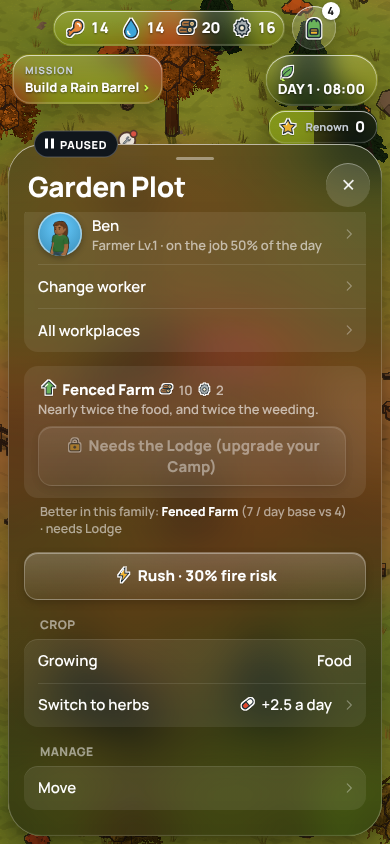 14 14 20 16
4
MISSION
Build a Rain Barrel ›
DAY 1 · 08:00
Renown 0
PAUSED
Garden Plot
Ben
Farmer Lv.1 · on the job 50% of the day
Change worker
All workplaces
Fenced Farm 10 2
Nearly twice the food, and twice the weeding.
Needs the Lodge (upgrade your
Camp)
Better in this family: Fenced Farm (7 / day base vs 4)
· needs Lodge
Rush · 30% fire risk
CROP
Growing Food
Switch to herbs +2.5 a day
MANAGE
Move